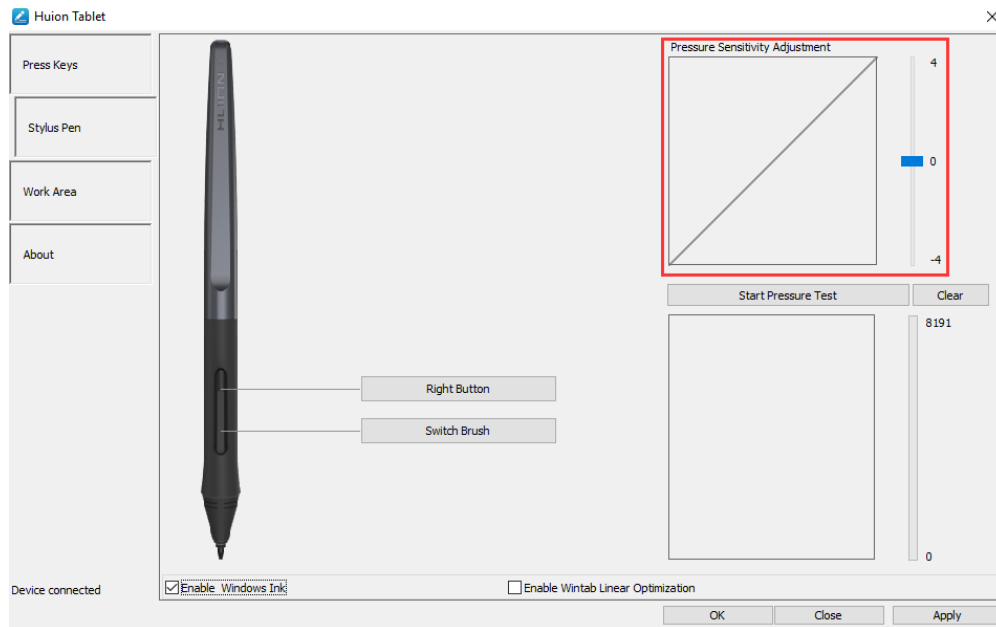 Huion Tablet
Press Keys
Stylus Pen
Work Area
About
Device connected
HUION
Right Button
Switch Brush
Pressure Sensitivity Adjustment
4
0
-4
Start Pressure Test
Clear
8191
0
Enable Windows Ink
Enable Wintab Linear Optimization
OK
Close
Apply